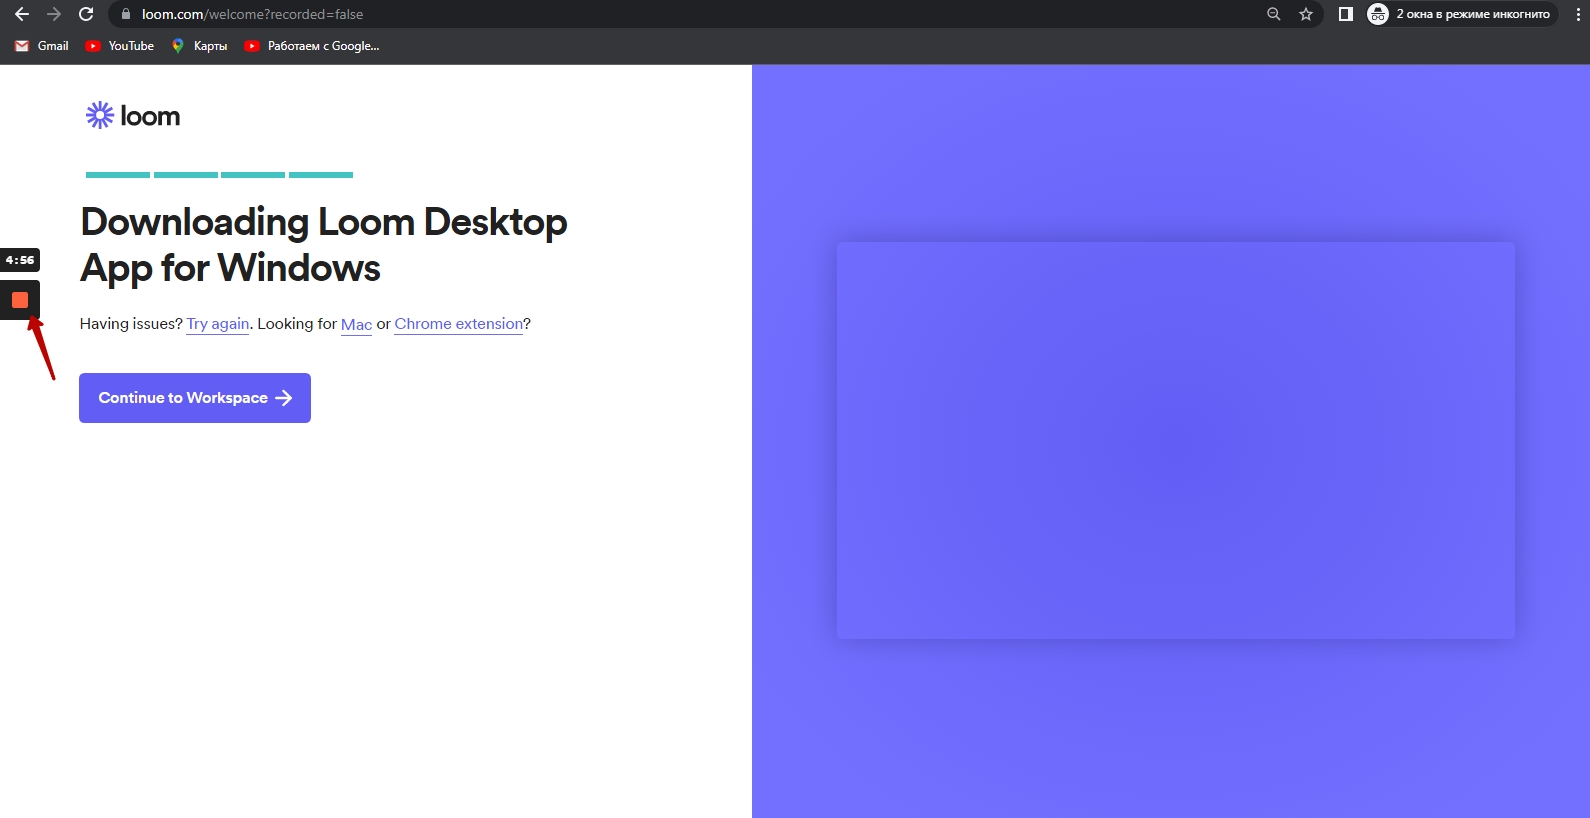 loom.com/welcome?recorded=false
2 окна в режиме инкогнито
Gmail
YouTube
Карты
Работаем с Google...
loom
Downloading Loom Desktop
App for Windows
4:56
Having issues? Try again. Looking for Mac or Chrome extension?
Continue to Workspace